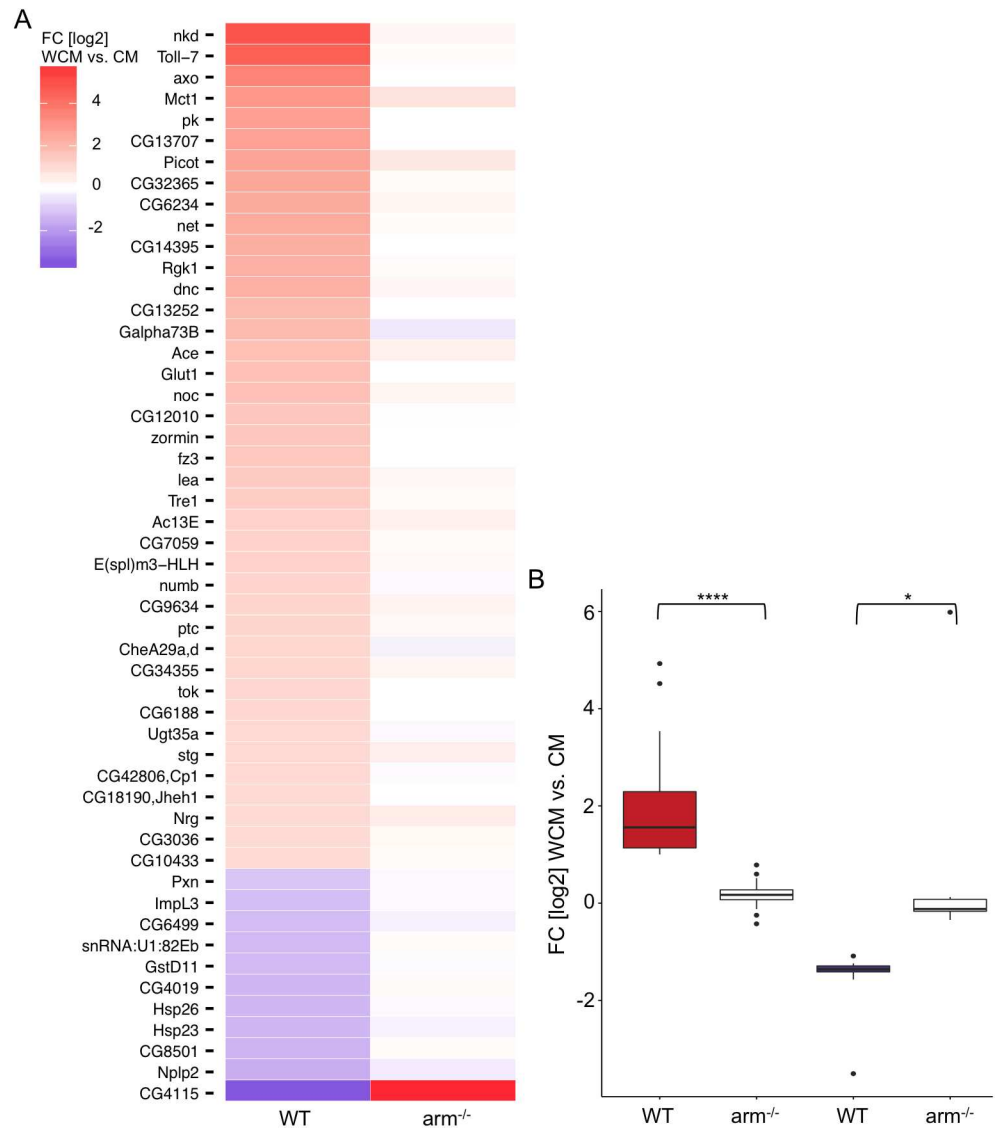 A
FC [log2]
WCM vs. CM
4
2
0
-2
nkd
Toll-7
axo
Mct1
pk
CG13707
Picot
CG32365
CG6234
net
CG14395
Rgk1
dnc
CG13252
Galpha73B
Ace
Glut1
noc
CG12010
zormin
fz3
lea
Tre1
Ac13E
CG7059
E(spl)m3-HLH
numb
CG9634
ptc
CheA29a,d
CG34355
tok
CG6188
Ugt35a
stg
CG42806,Cp1
CG18190,Jheh1
Nrg
CG3036
CG10433
Pxn
ImpL3
CG6499
snRNA:U1:82Eb
GstD11
CG4019
Hsp26
Hsp23
CG8501
Nplp2
CG4115
WT arm-/-
B
**** *
FC [log2] WCM vs. CM
6
4
2
0
-2
WT arm-/- WT arm-/-